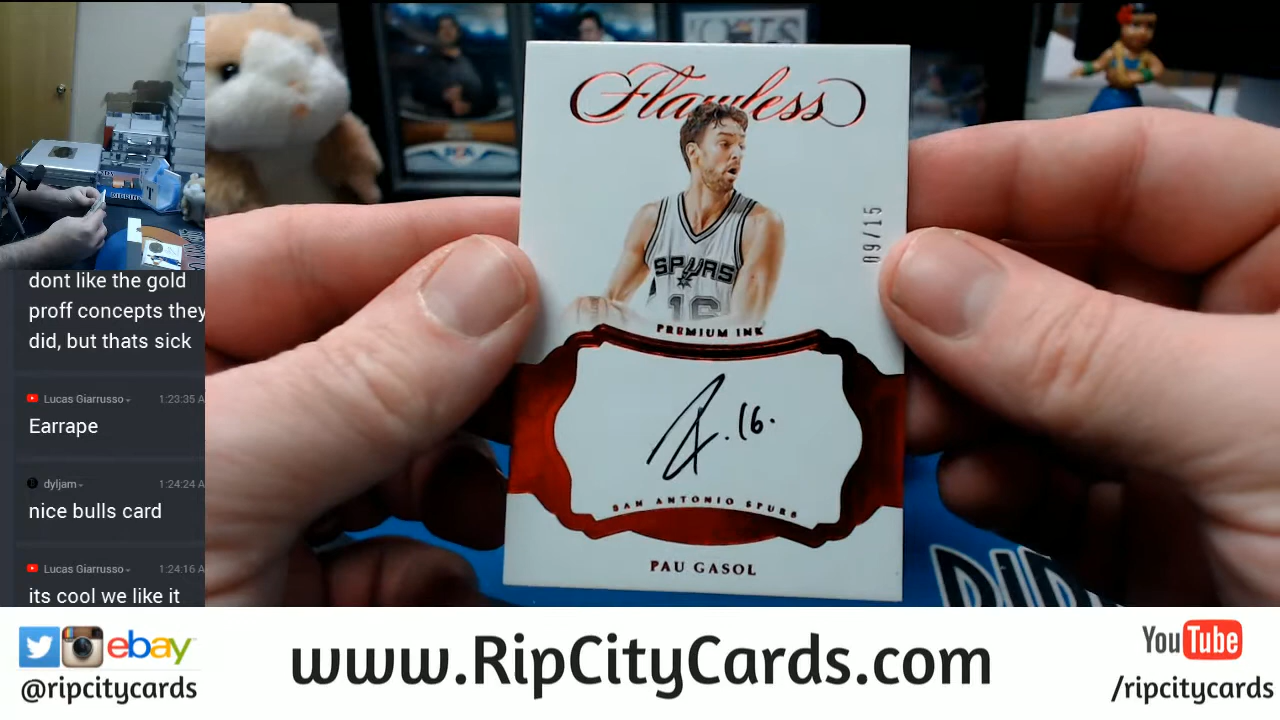 dont like the gold
proff concepts they
did, but thats sick
Lucas Giarrusso 1:23:35 A
Earrape
dyljam 1:24:24 A
nice bulls card
Lucas Giarrusso 1:24:16 A
its cool we like it
Flawless
09/15
SPURS
16
PREMIUM INK
.16.
SAN ANTONIO SPURS
PAU GASOL
ebay
@ripcitycards
www.RipCityCards.com
YouTube
/ripcitycards